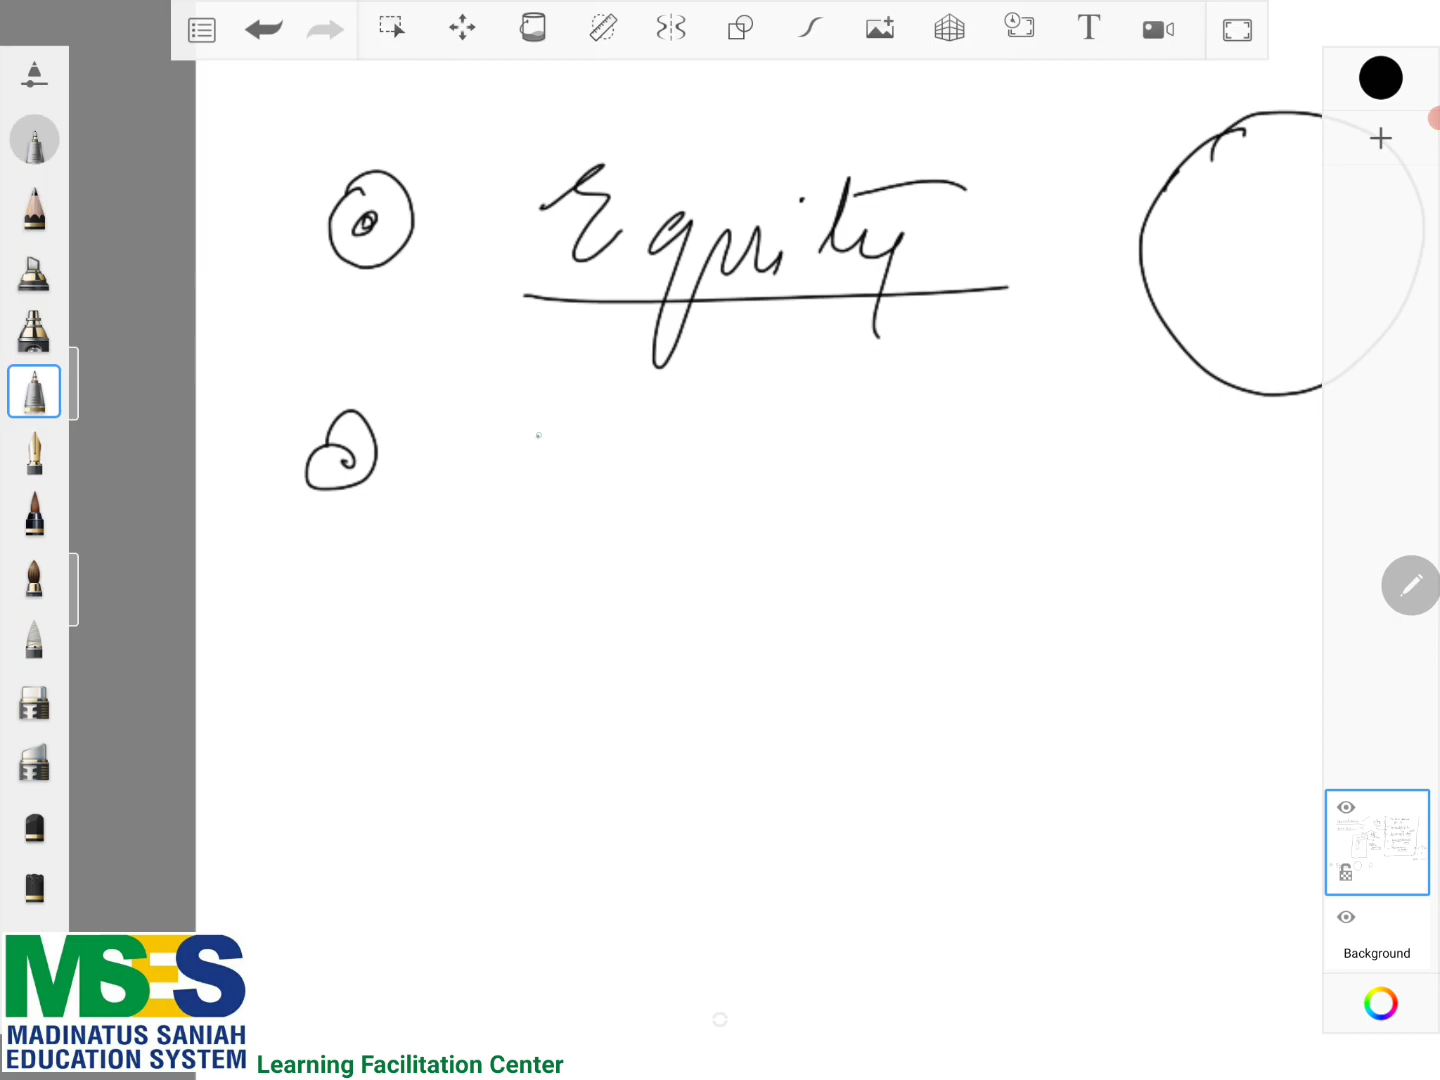 T
Equity
Background
MSES
MADINATUS SANIAH
EDUCATION SYSTEM
Learning Facilitation Center